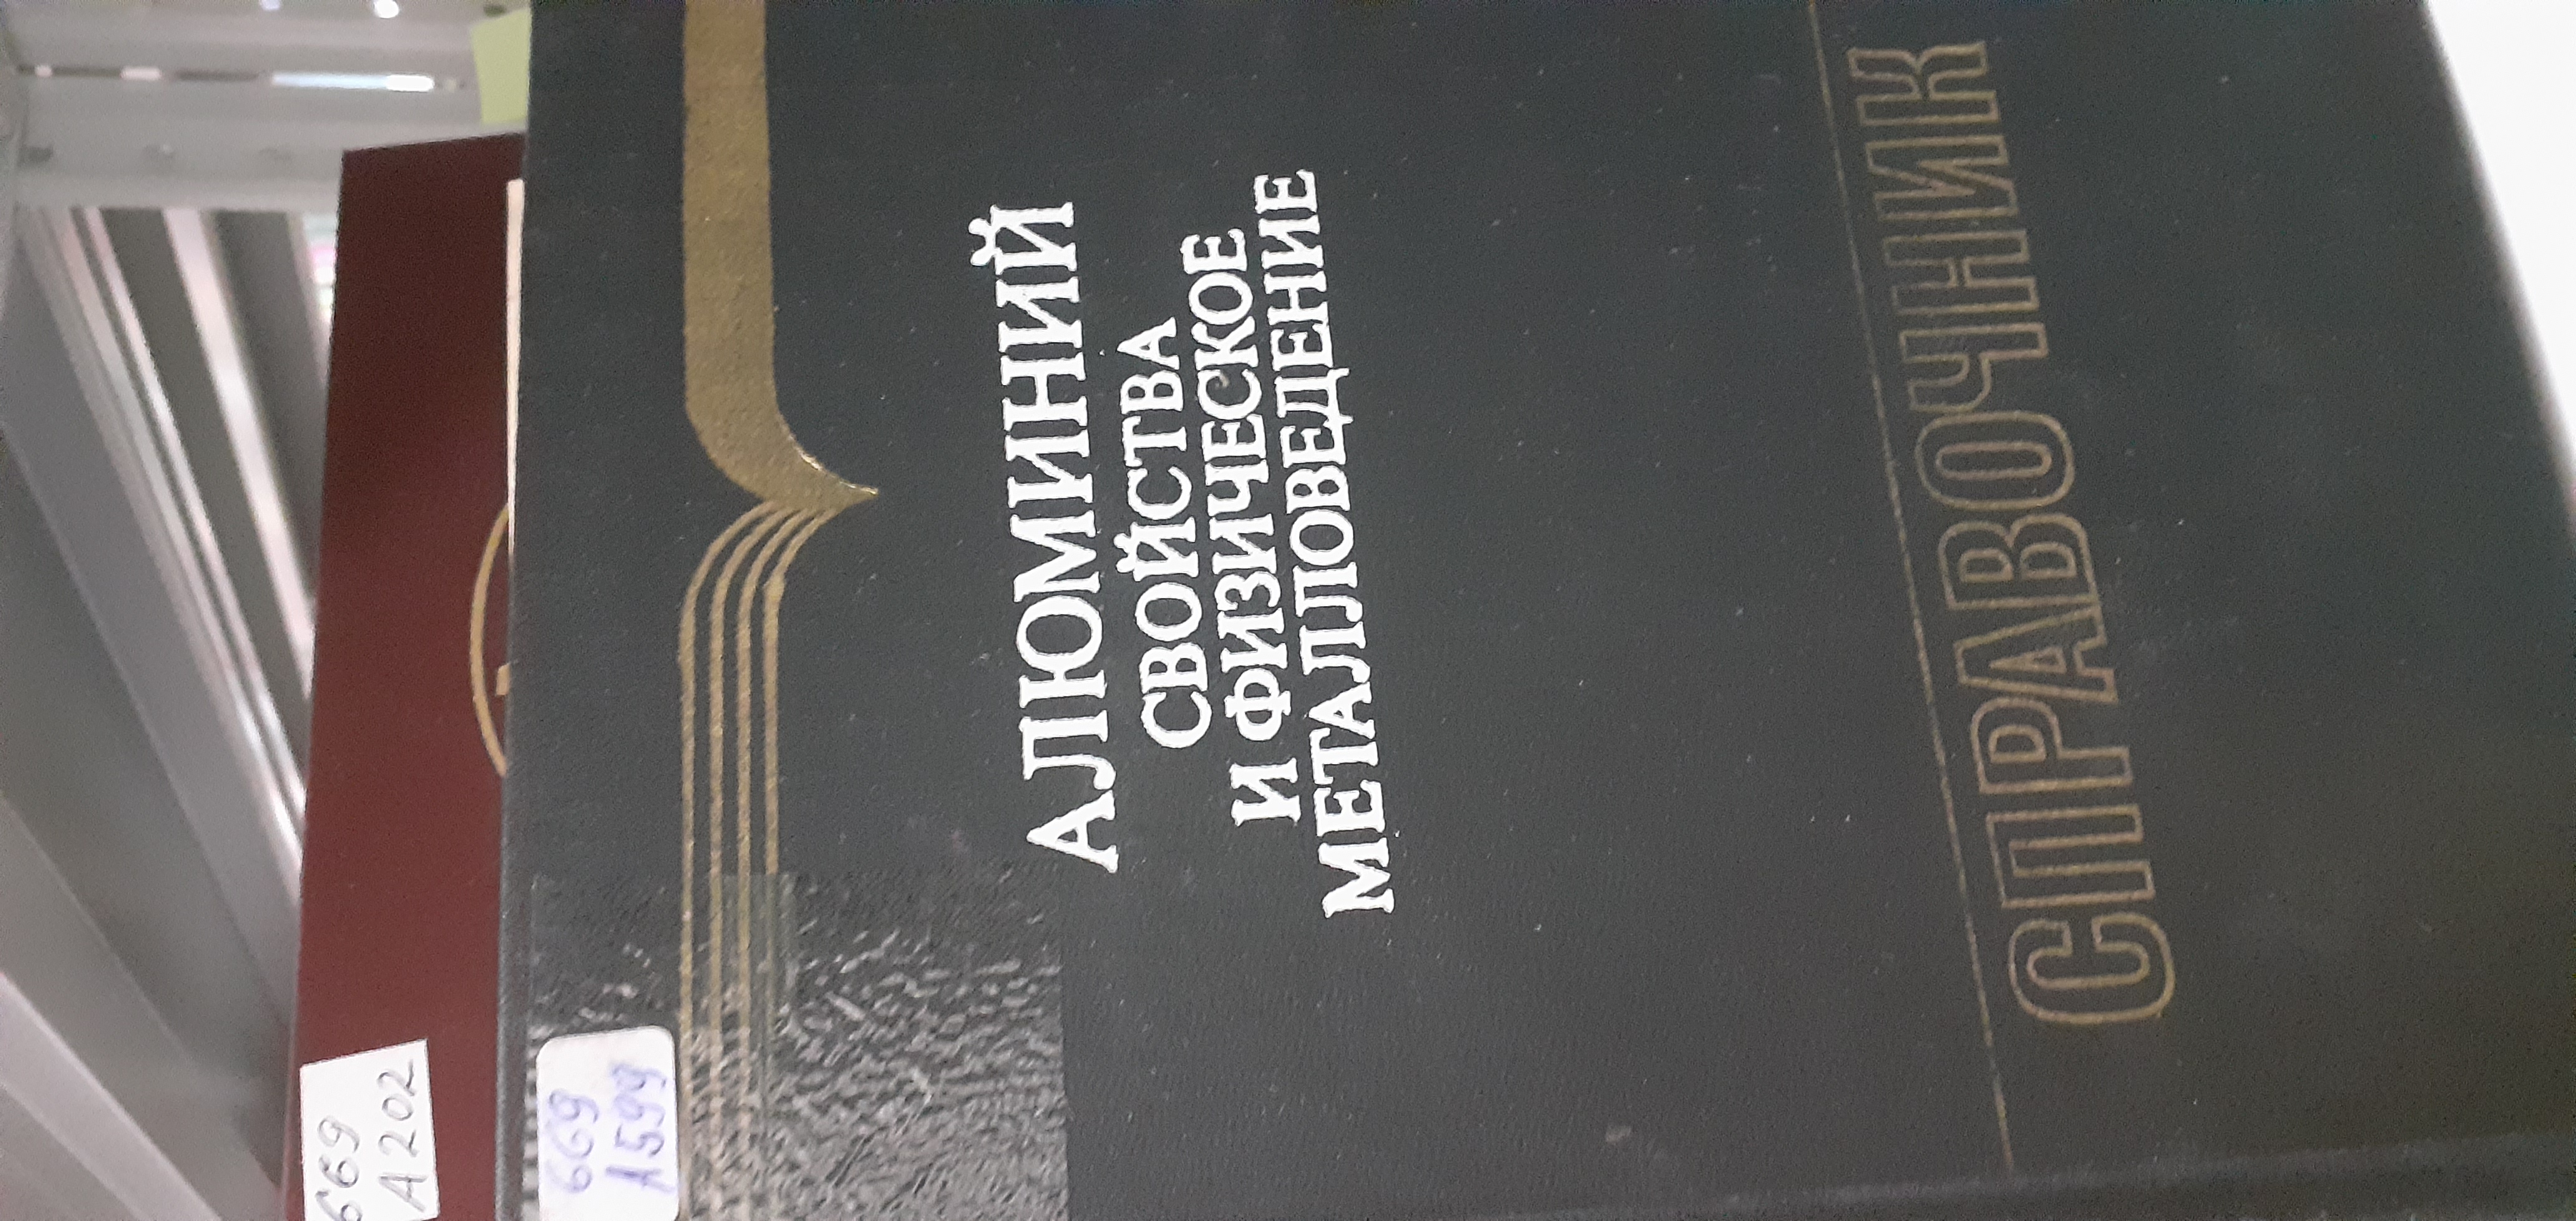 АЛЮМИНИЙ
СВОЙСТВА
И ФИЗИЧЕСКОЕ
МЕТАЛЛОВЕДЕНИЕ
СПРАВОЧНИК
669
А599
669
А202